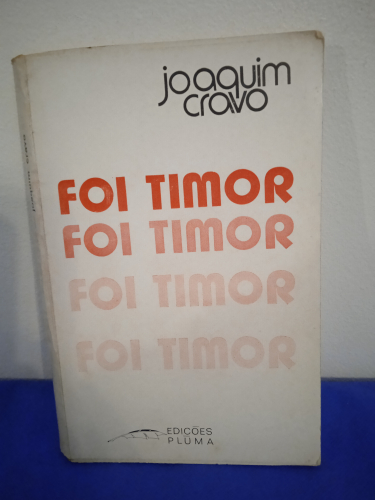 joaquim
cravo
FOI TIMOR
FOI TIMOR
FOI TIMOR
FOI TIMOR
EDIÇÕES
PLUMA